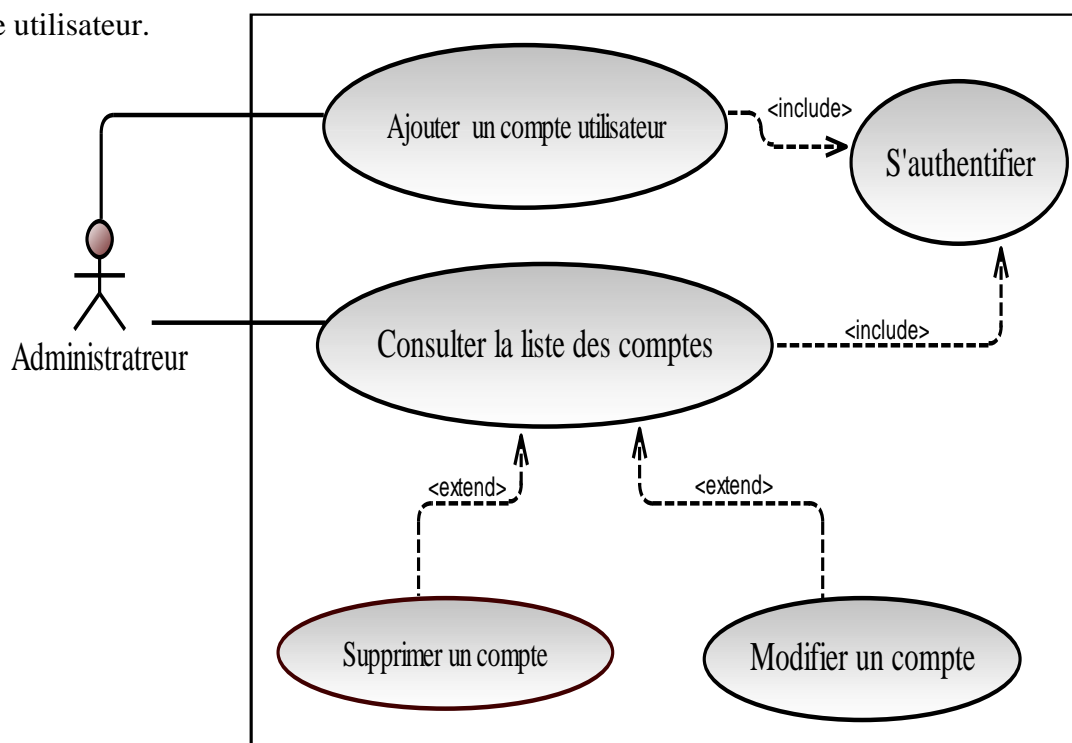 e utilisateur.
Ajouter un compte utilisateur
<include>
S'authentifier
Consulter la liste des comptes
<include>
Administratreur
<extend>
<extend>
Supprimer un compte
Modifier un compte